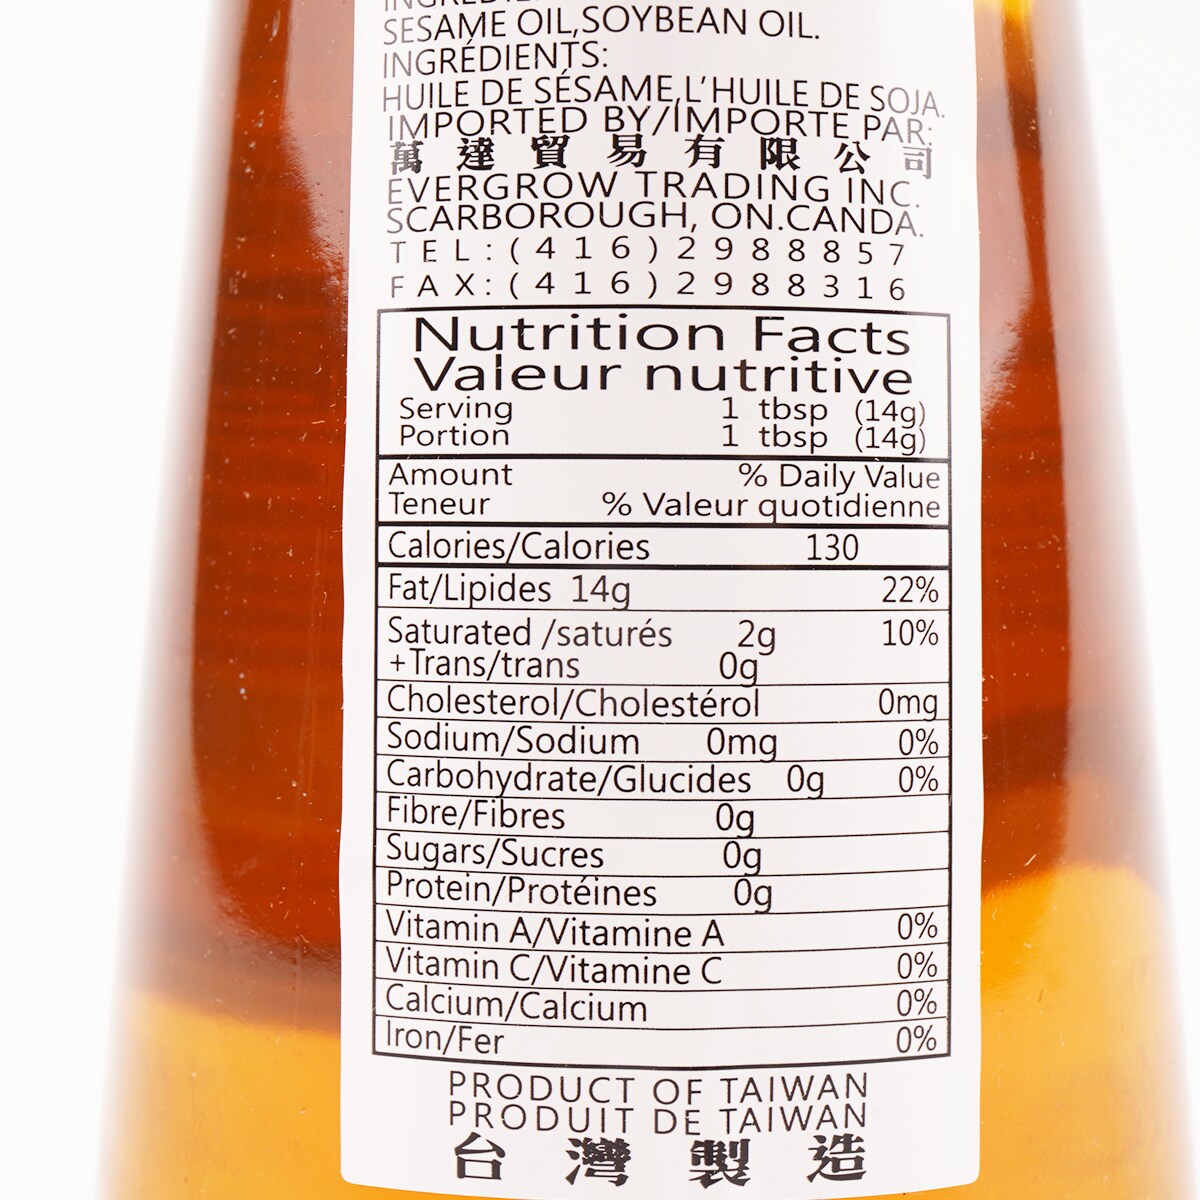 INGREDIENTS:
SESAME OIL,SOYBEAN OIL.
INGRÉDIENTS:
HUILE DE SÉSAME,L'HUILE DE SOJA.
IMPORTED BY/IMPORTE PAR:
萬達貿易有限公司
EVERGROW TRADING INC.
SCARBOROUGH, ON.CANDA.
TEL:(416)2988857
FAX:(416)2988316
Nutrition Facts
Valeur nutritive
Serving 1 tbsp (14g)
Portion 1 tbsp (14g)
Amount % Daily Value
Teneur % Valeur quotidienne
Calories/Calories 130
Fat/Lipides 14g 22%
Saturated /saturés 2g 10%
+Trans/trans 0g
Cholesterol/Cholestérol 0mg
Sodium/Sodium 0mg 0%
Carbohydrate/Glucides 0g 0%
Fibre/Fibres 0g
Sugars/Sucres 0g
Protein/Protéines 0g
Vitamin A/Vitamine A 0%
Vitamin C/Vitamine C 0%
Calcium/Calcium 0%
Iron/Fer 0%
PRODUCT OF TAIWAN
PRODUIT DE TAIWAN
台灣製造